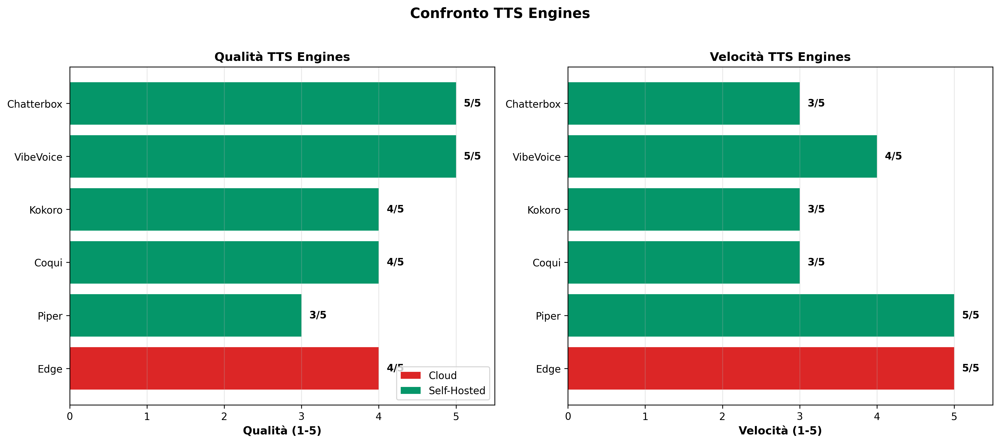 Confronto TTS Engines
Qualità TTS Engines
Chatterbox
5/5
VibeVoice
5/5
Kokoro
4/5
Coqui
4/5
Piper
3/5
Edge
4/5
Cloud
Self-Hosted
0 1 2 3 4 5
Qualità (1-5)
Velocità TTS Engines
Chatterbox
3/5
VibeVoice
4/5
Kokoro
3/5
Coqui
3/5
Piper
5/5
Edge
5/5
0 1 2 3 4 5
Velocità (1-5)